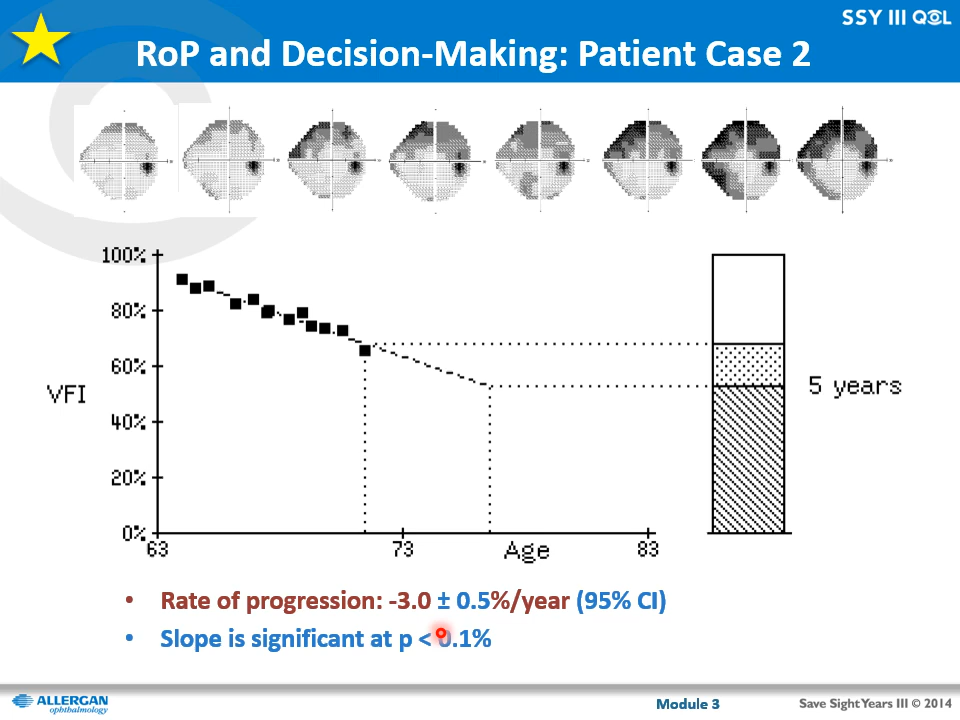 SSY III QOL
RoP and Decision-Making: Patient Case 2
100%
80%
60%
VFI
40%
20%
0%
63
73
Age
83
5 years
• Rate of progression: -3.0 ± 0.5%/year (95% CI)
• Slope is significant at p < 0.1%
ALLERGAN
ophthalmology
Module 3
Save Sight Years III © 2014